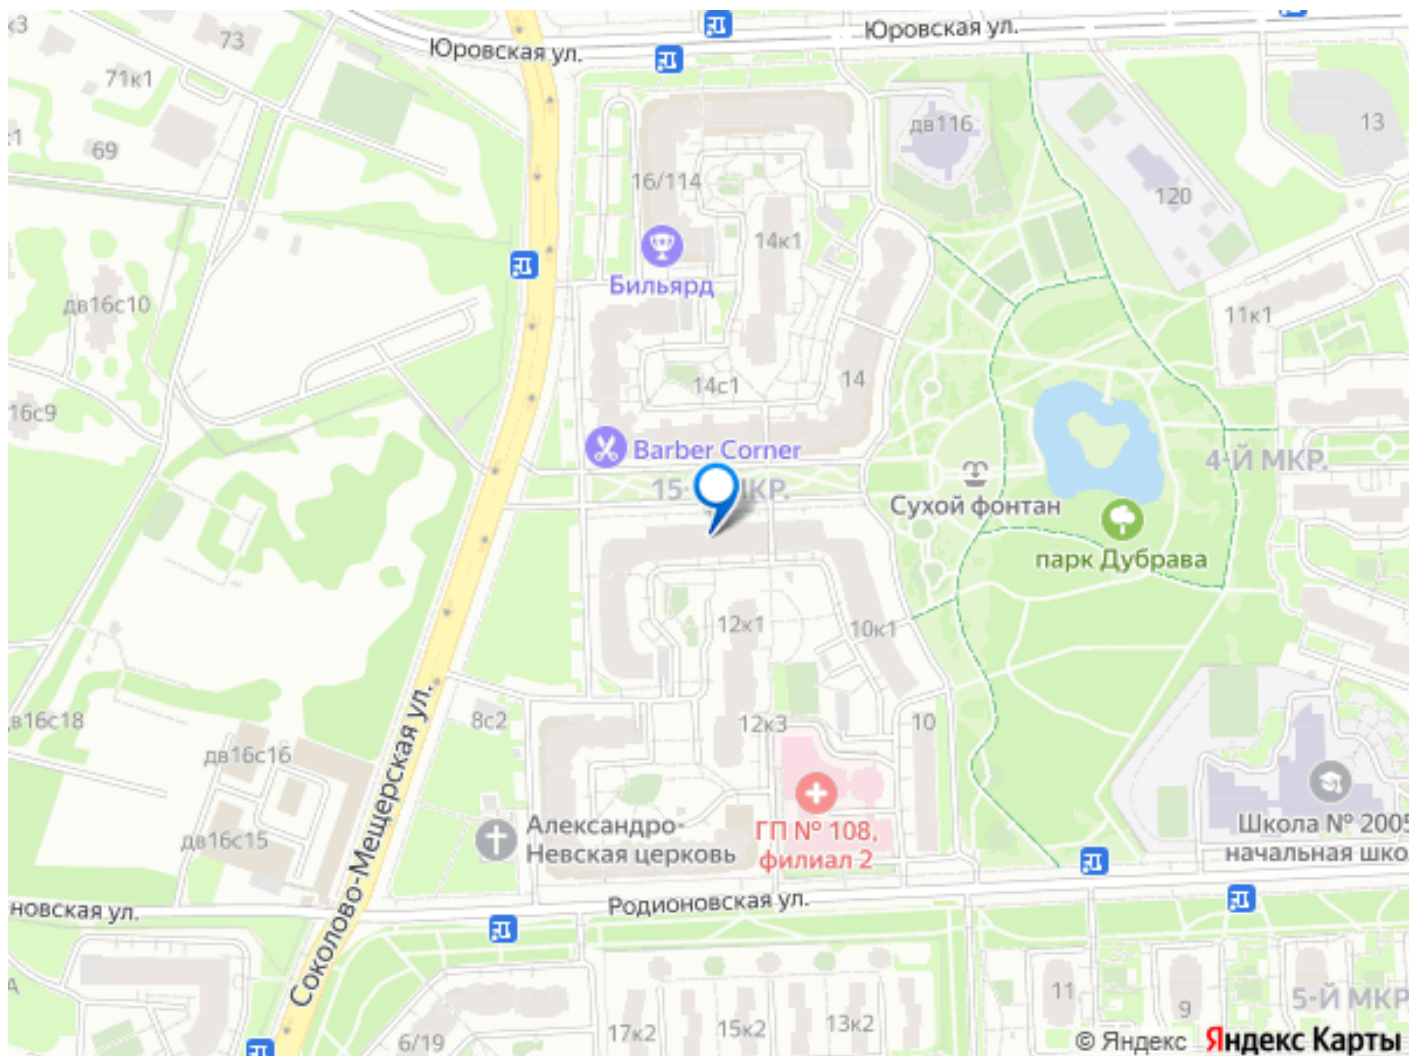 к3
73
Юровская ул.
Юровская ул.
71к1
13
дв116
:1
69
16/114
120
14к1
Бильярд
дв16с10
11к1
14с1
14
16с9
Barber Corner
4-Й МКР.
15-
МКР.
Сухой фонтан
парк Дубрава
12к1
10к1
Соколово-Мещерская ул.
дв16с18
8с2
12к3
10
дв16с16
Школа № 2005
начальная шко
Александро-
Невская церковь
ГП № 108,
филиал 2
дв16с15
новская ул.
Родионовская ул.
11
9
5-Й МКР
6/19
17к2
15к2
13к2
© Яндекс Яндекс Карты